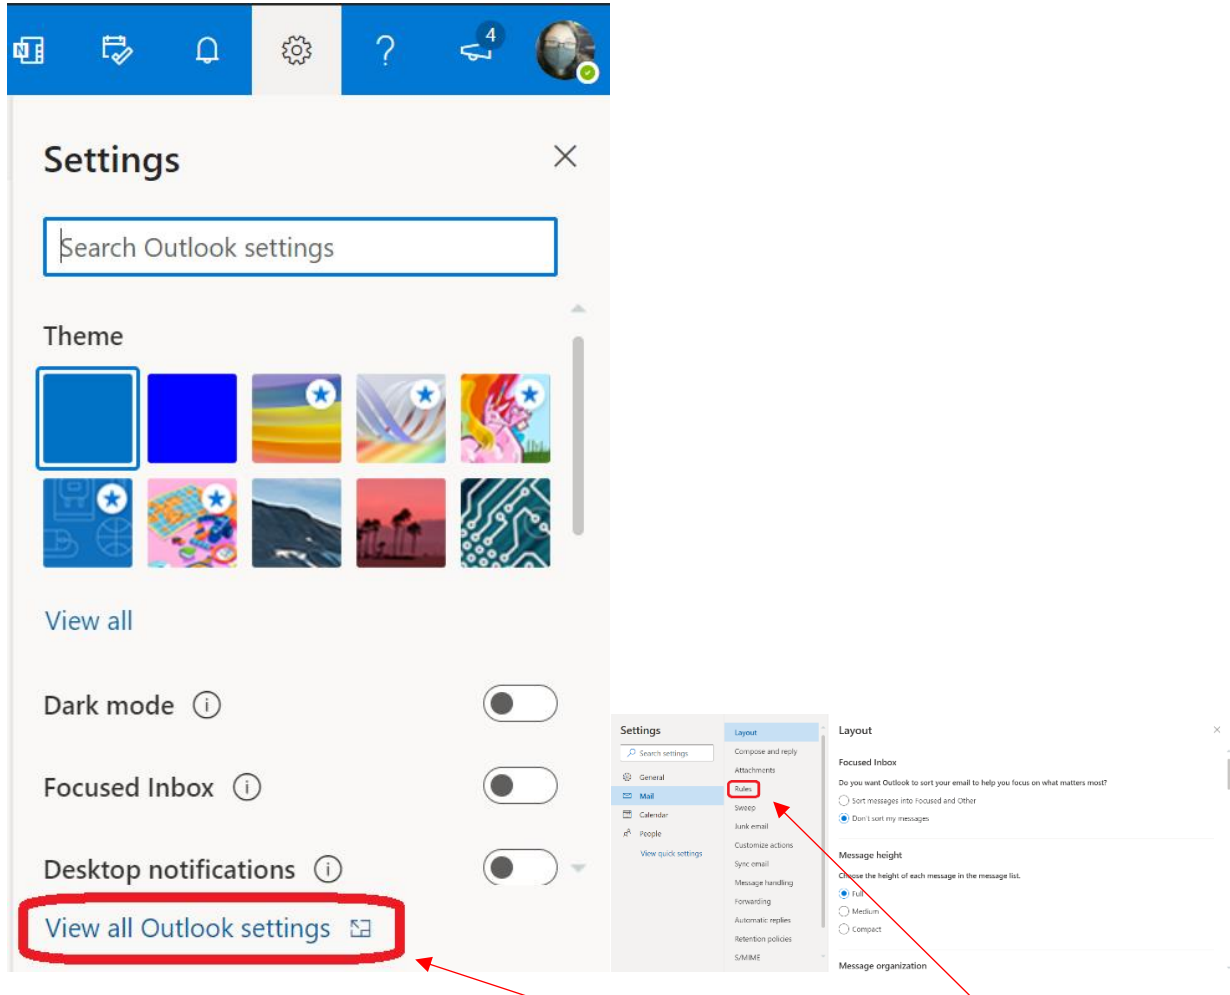 N
4
Settings
Search Outlook settings
Theme
View all
Dark mode
Focused Inbox
Desktop notifications
View all Outlook settings
Settings
Search settings
General
Mail
Calendar
People
View quick settings
Layout
Compose and reply
Attachments
Rules
Sweep
Junk email
Customize actions
Sync email
Message handling
Forwarding
Automatic replies
Retention policies
S/MIME
Layout
Focused Inbox
Do you want Outlook to sort your email to help you focus on what matters most?
Sort messages into Focused and Other
Don't sort my messages
Message height
Choose the height of each message in the message list.
Full
Medium
Compact
Message organization